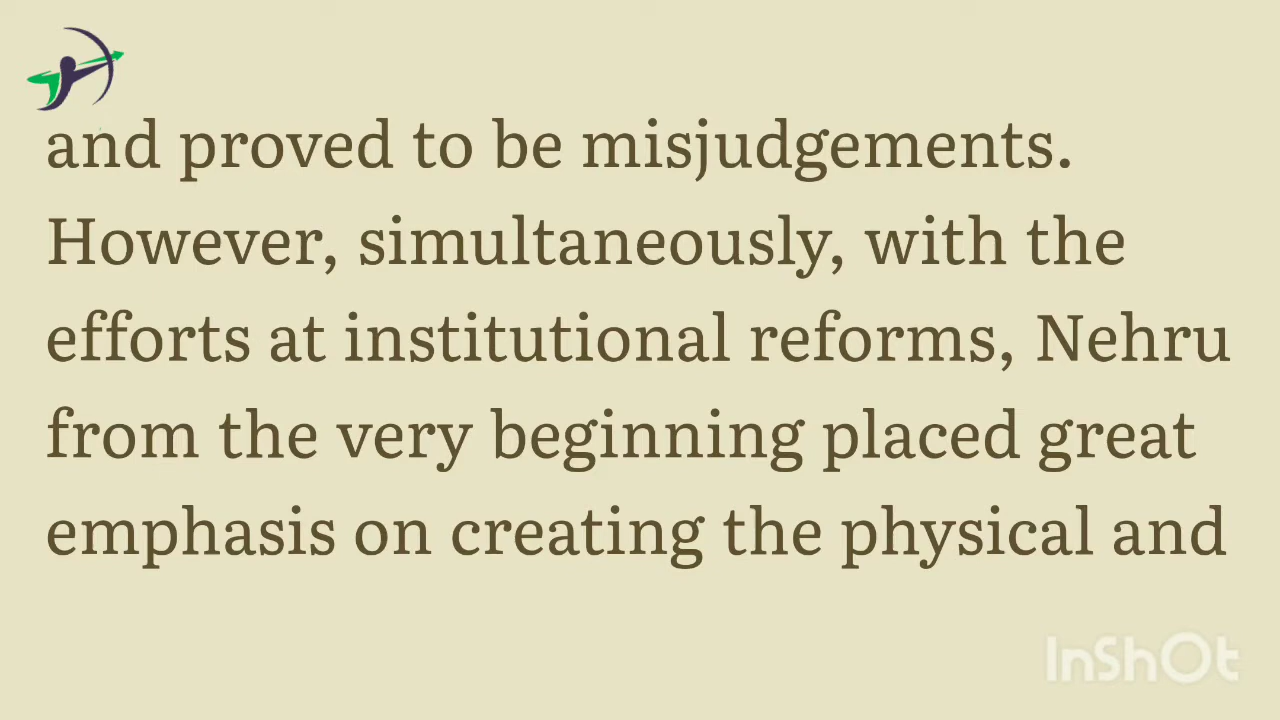 and proved to be misjudgements.
However, simultaneously, with the
efforts at institutional reforms, Nehru
from the very beginning placed great
emphasis on creating the physical and
InShOt